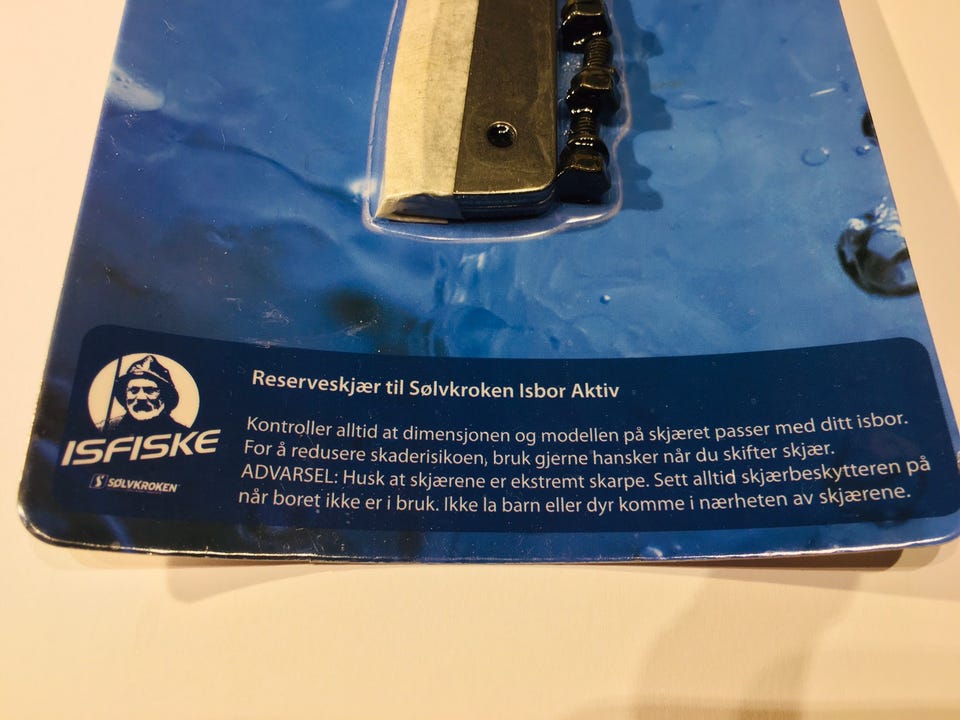 Reserveskjær til Sølvkroken Isbor Aktiv
Kontroller alltid at dimensjonen og modellen på skjæret passer med ditt isbor.
For å redusere skaderisikoen, bruk gjerne hansker når du skifter skjær.
ADVARSEL: Husk at skjærene er ekstremt skarpe. Sett alltid skjærbeskytteren på
når boret ikke er i bruk. Ikke la barn eller dyr komme i nærheten av skjærene.
ISFISKE
S SØLVKROKEN